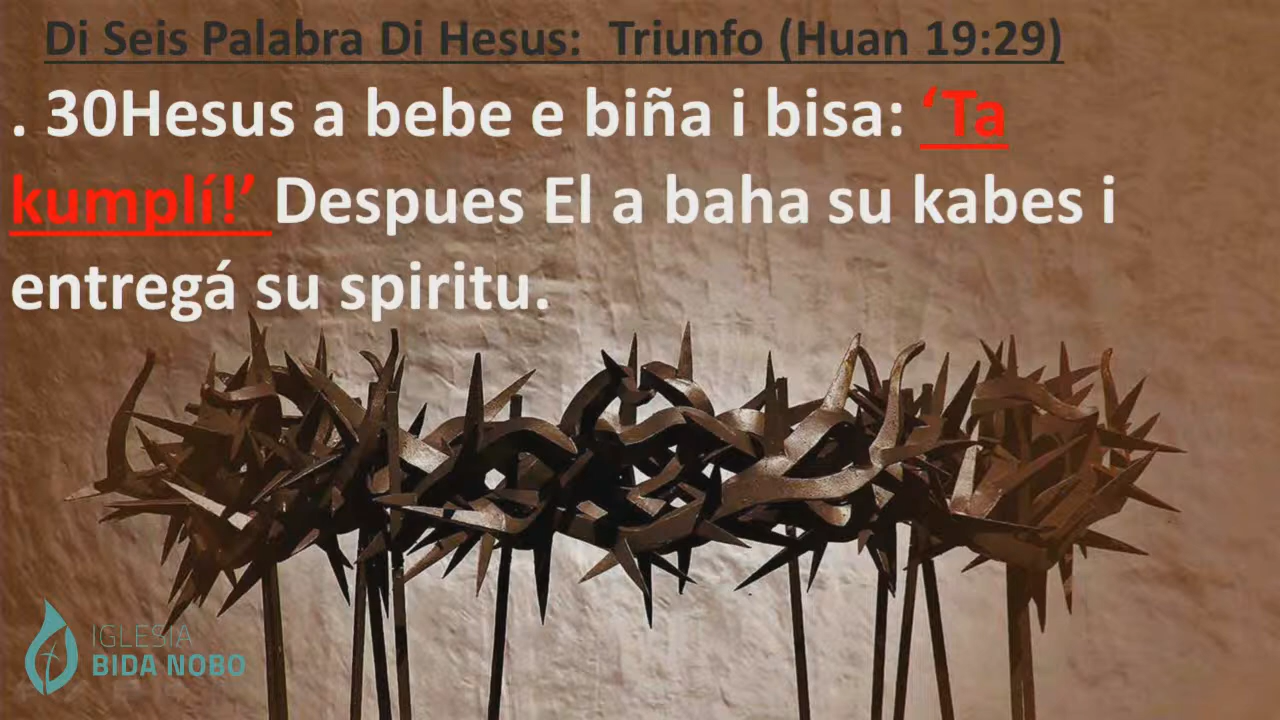 Di Seis Palabra Di Hesus:  Triunfo (Huan 19:29)
. 30Hesus a bebe e biña i bisa: ‘Ta
kumplí!’ Despues El a baha su kabes i
entregá su spiritu.
IGLESIA
BIDA NOBO